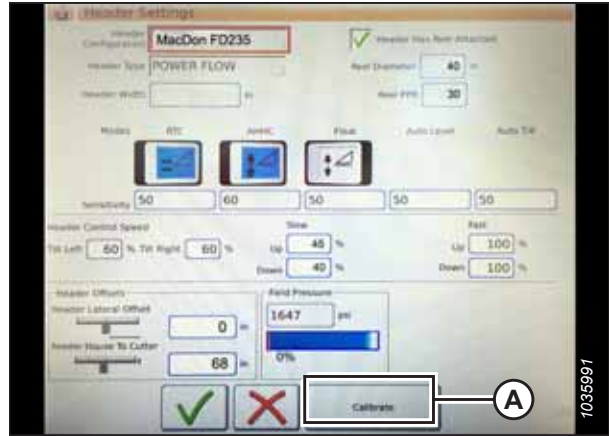 Header Settings
Header Configuration MacDon FD235
Header Has Reel Attached
Header Type POWER FLOW
Reel Diameter 40 in
Header Width in
Reel PPR 30
Modes RTC AHHC Float Auto Level Auto Tilt
Sensitivity 50 60 50 50 50
Header Control Speed Slow Fast
Tilt Left 60 % Tilt Right 60 % Up 45 % Up 100 %
Down 40 % Down 100 %
Header Offsets
Field Pressure
Header Lateral Offset
0 in
1647 psi
Feeder House To Cutter
68 in
0%
Calibrate
A
1035991